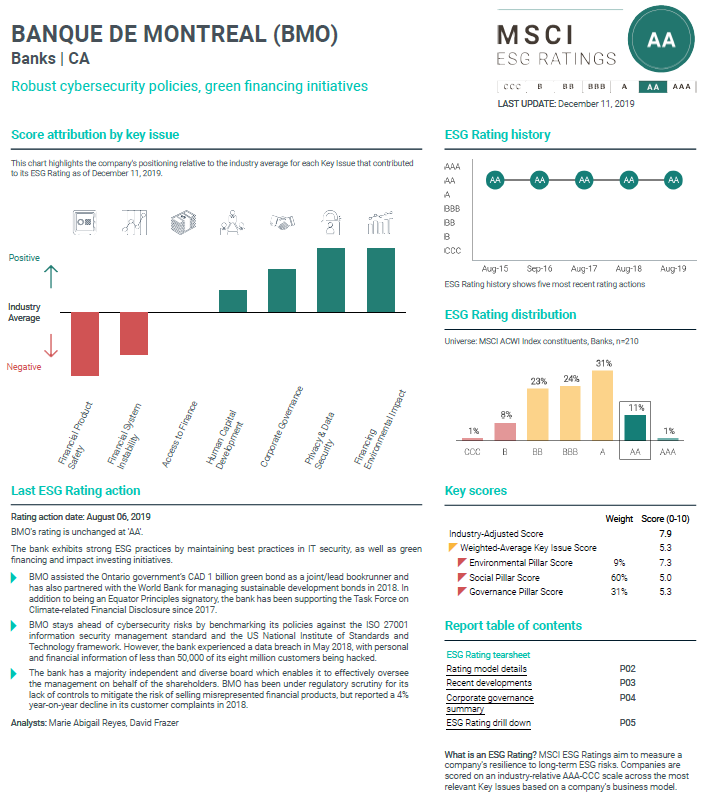 BANQUE DE MONTREAL (BMO)
Banks | CA
Robust cybersecurity policies, green financing initiatives
MSCI
ESG RATINGS
AA
CCC B BB BBB A AA AAA
LAST UPDATE: December 11, 2019
Score attribution by key issue
This chart highlights the company's positioning relative to the industry average for each Key Issue that contributed
to its ESG Rating as of December 11, 2019.
Positive
Industry
Average
Negative
Financial Product
Safety
Financial System
Instability
Access to Finance
Human Capital
Development
Corporate Governance
Privacy & Data
Security
Financing
Environmental Impact
ESG Rating history
AAA
AA
A
BBB
BB
B
CCC
AA AA AA AA AA
Aug-15 Sep-16 Aug-17 Aug-18 Aug-19
ESG Rating history shows five most recent rating actions
ESG Rating distribution
Universe: MSCI ACWI Index constituents, Banks, n=210
1% 8% 23% 24% 31% 11% 1%
CCC B BB BBB A AA AAA
Last ESG Rating action
Rating action date: August 06, 2019
BMO's rating is unchanged at 'AA'.
The bank exhibits strong ESG practices by maintaining best practices in IT security, as well as green
financing and impact investing initiatives.
BMO assisted the Ontario government's CAD 1 billion green bond as a joint/lead bookrunner and
has also partnered with the World Bank for managing sustainable development bonds in 2018. In
addition to being an Equator Principles signatory, the bank has been supporting the Task Force on
Climate-related Financial Disclosure since 2017.
BMO stays ahead of cybersecurity risks by benchmarking its policies against the ISO 27001
information security management standard and the US National Institute of Standards and
Technology framework. However, the bank experienced a data breach in May 2018, with personal
and financial information of less than 50,000 of its eight million customers being hacked.
The bank has a majority independent and diverse board which enables it to effectively oversee
the management on behalf of the shareholders. BMO has been under regulatory scrutiny for its
lack of controls to mitigate the risk of selling misrepresented financial products, but reported a 4%
year-on-year decline in its customer complaints in 2018.
Analysts: Marie Abigail Reyes, David Frazer
Key scores
Weight Score (0-10)
Industry-Adjusted Score 7.9
Weighted-Average Key Issue Score 5.3
Environmental Pillar Score 9% 7.3
Social Pillar Score 60% 5.0
Governance Pillar Score 31% 5.3
Report table of contents
ESG Rating tearsheet
Rating model details P02
Recent developments P03
Corporate governance P04
summary
ESG Rating drill down P05
What is an ESG Rating? MSCI ESG Ratings aim to measure a
company's resilience to long-term ESG risks. Companies are
scored on an industry-relative AAA-CCC scale across the most
relevant Key Issues based on a company's business model.